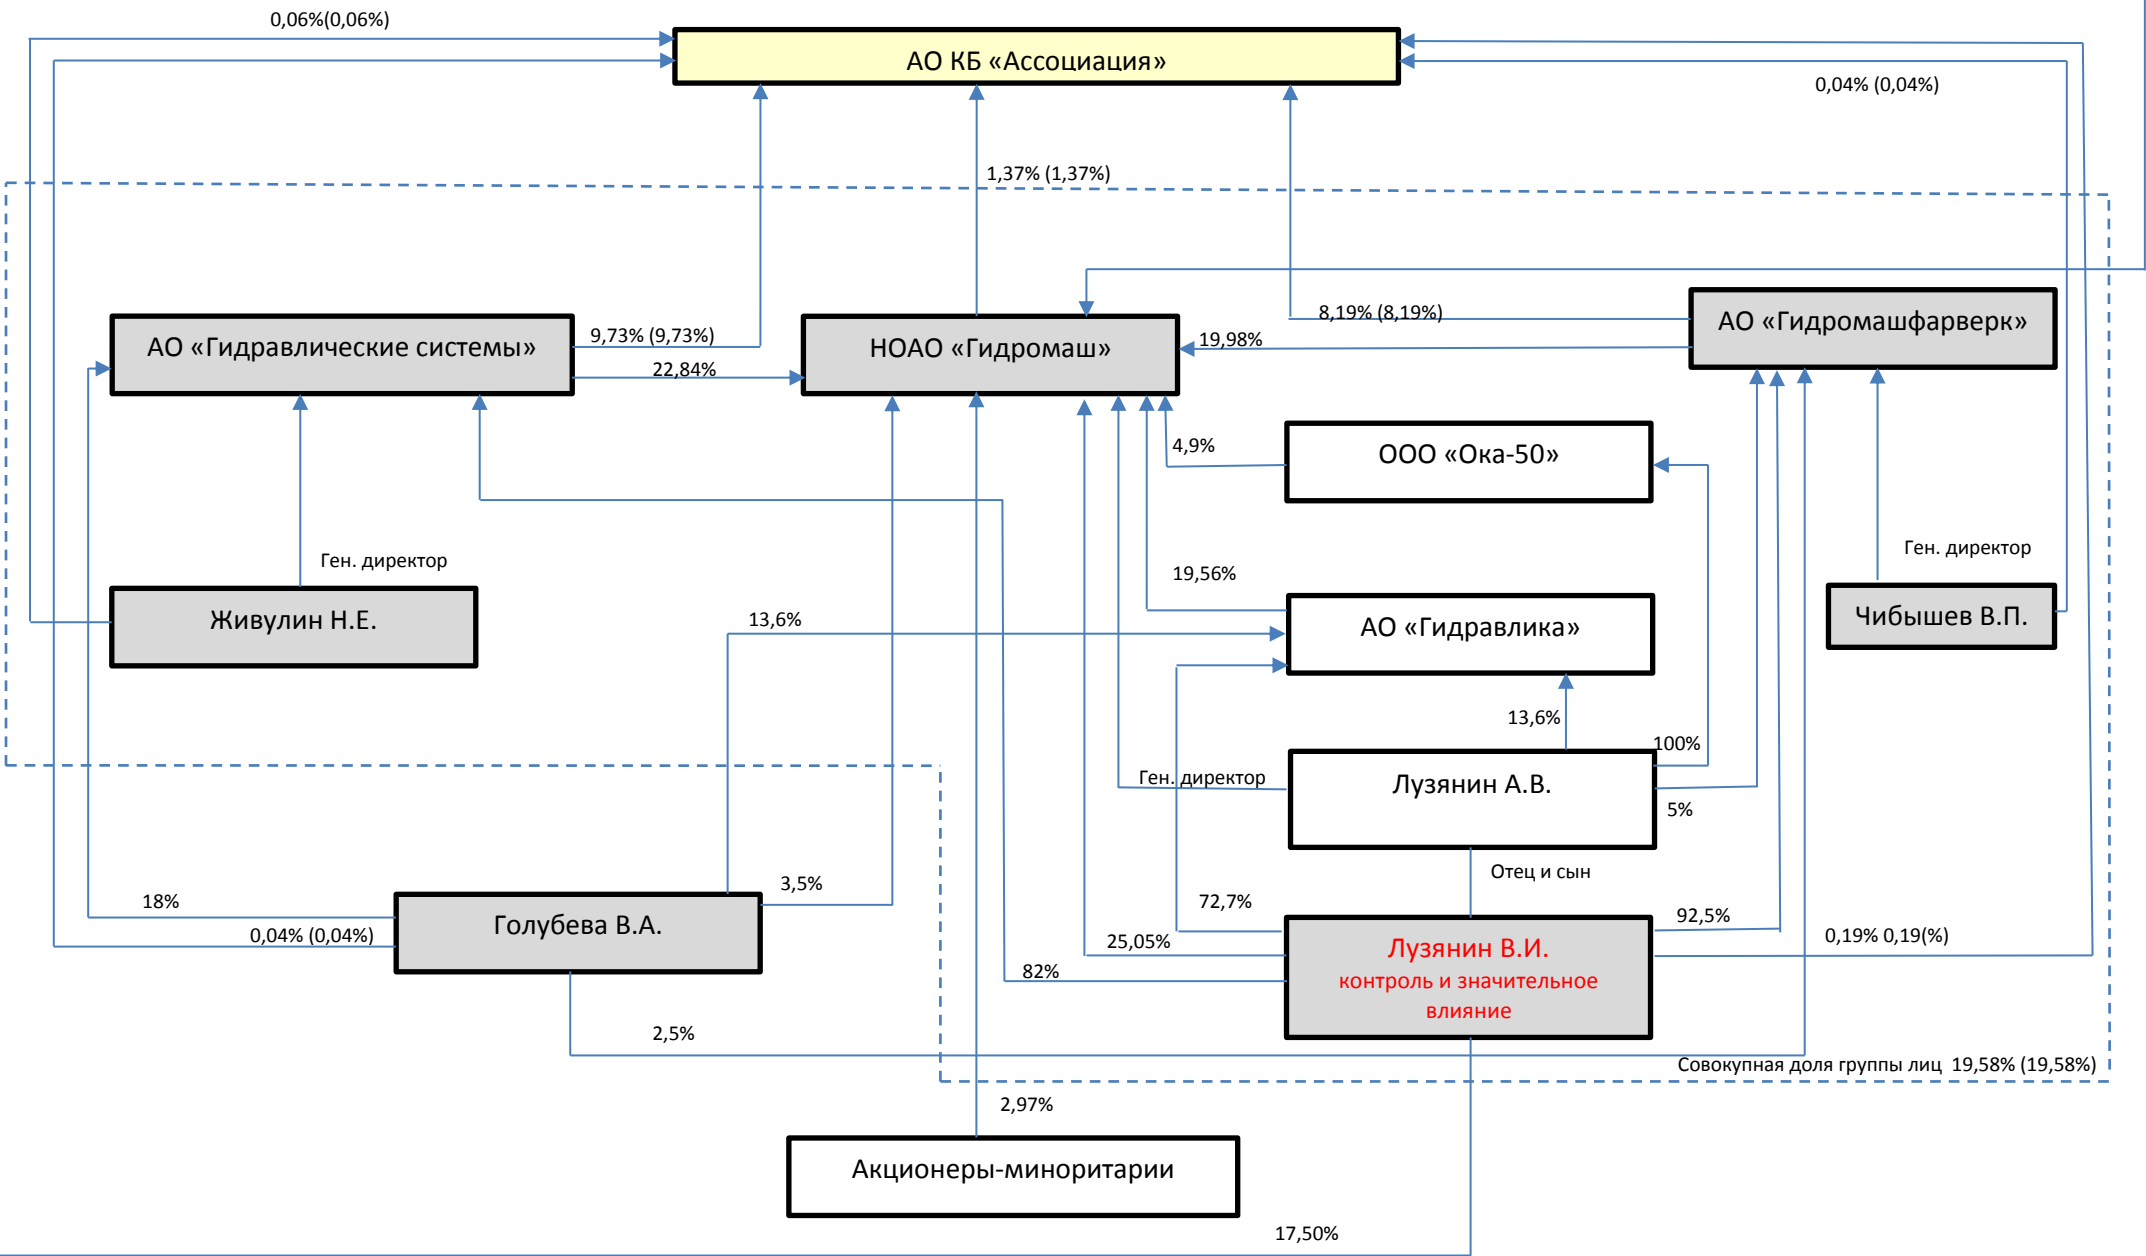 0,06%(0,06%)
АО КБ «Ассоциация»
0,04% (0,04%)
1,37% (1,37%)
АО «Гидравлические системы»
9,73% (9,73%)
22,84%
НОАО «Гидромаш»
19,98%
8,19% (8,19%)
АО «Гидромашфарверк»
4,9%
ООО «Ока-50»
Ген. директор
Ген. директор
19,56%
Живулин Н.Е.
13,6%
АО «Гидравлика»
Чибышев В.П.
13,6%
100%
Ген. директор
Лузянин А.В.
5%
Отец и сын
3,5%
18%
0,04% (0,04%)
Голубева В.А.
72,7%
25,05%
82%
Лузянин В.И.
контроль и значительное
влияние
92,5%
0,19% 0,19(%)
2,5%
Совокупная доля группы лиц 19,58% (19,58%)
2,97%
Акционеры-миноритарии
17,50%